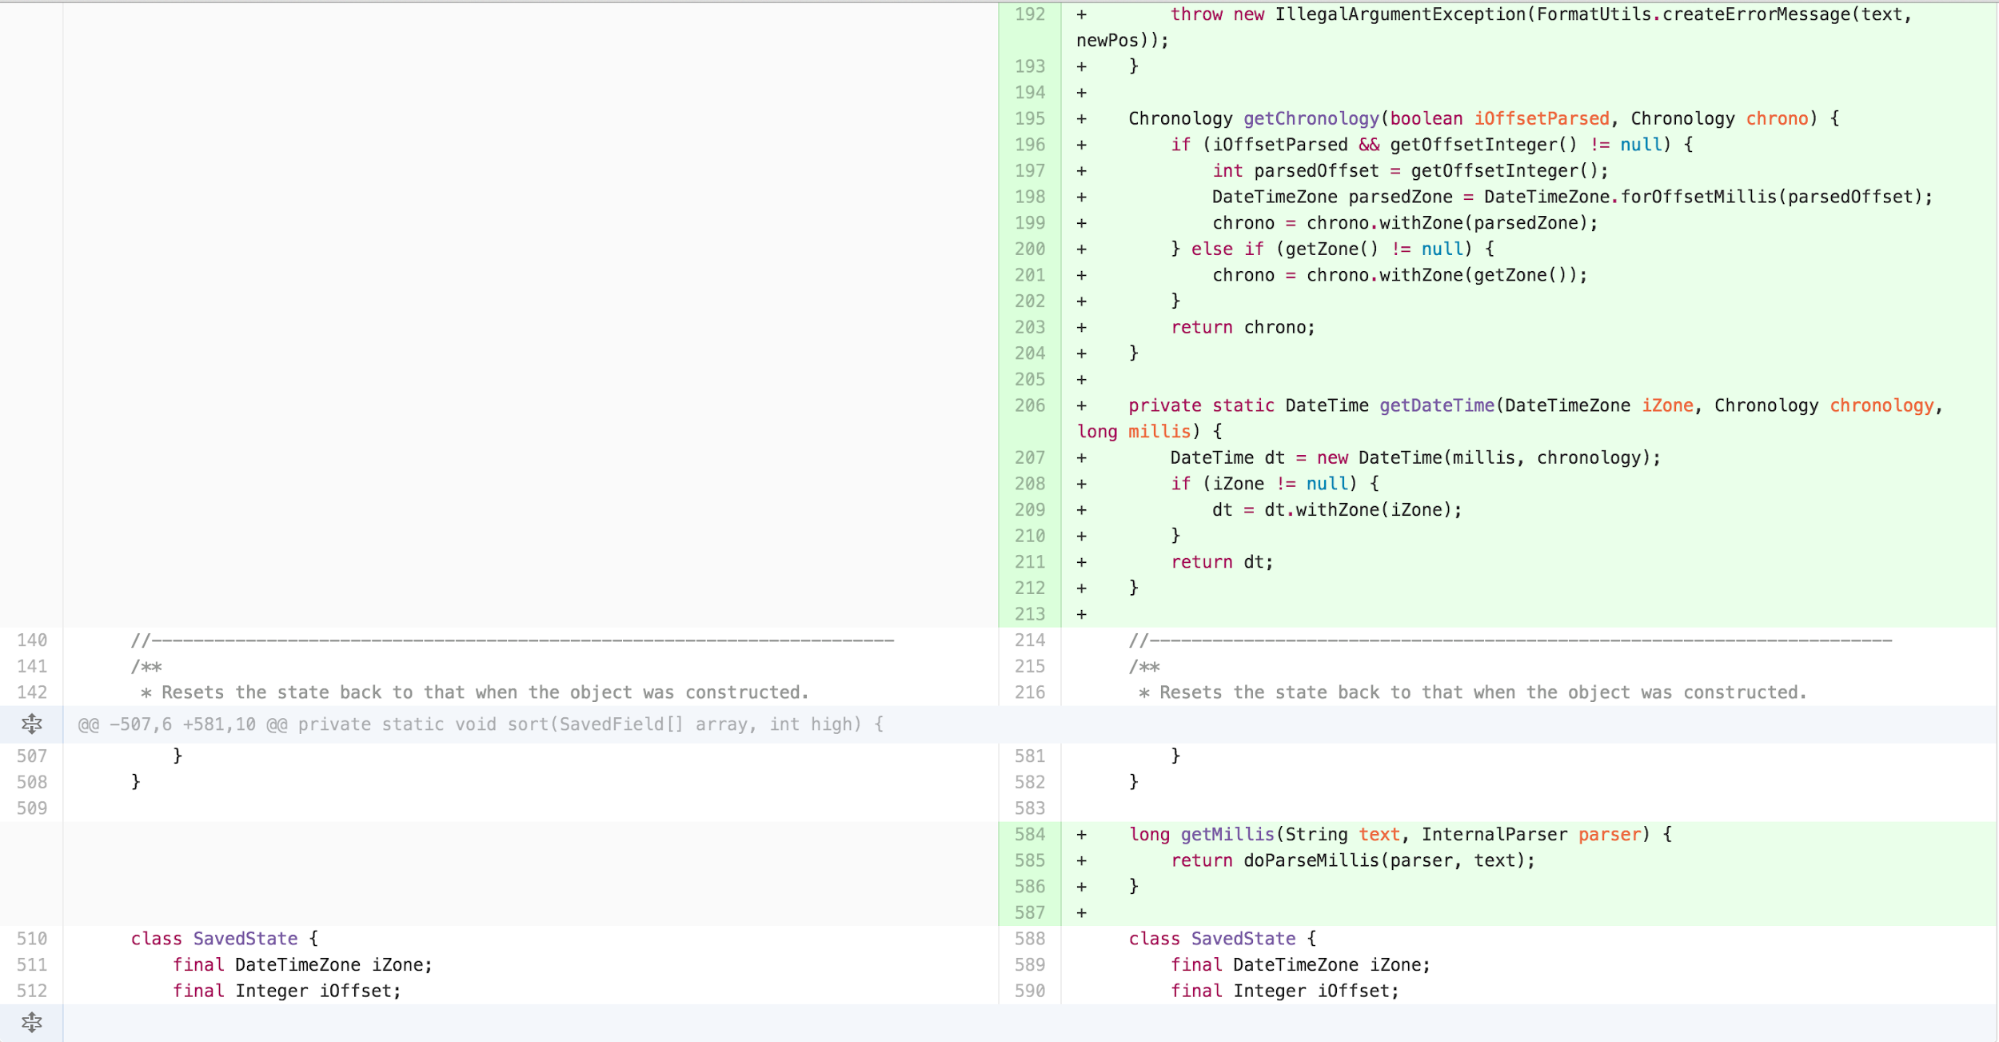 192 +         throw new IllegalArgumentException(FormatUtils.createErrorMessage(text,
newPos));
193 +     }
194 +
195 +     Chronology getChronology(boolean iOffsetParsed, Chronology chrono) {
196 +         if (iOffsetParsed && getOffsetInteger() != null) {
197 +             int parsedOffset = getOffsetInteger();
198 +             DateTimeZone parsedZone = DateTimeZone.forOffsetMillis(parsedOffset);
199 +             chrono = chrono.withZone(parsedZone);
200 +         } else if (getZone() != null) {
201 +             chrono = chrono.withZone(getZone());
202 +         }
203 +         return chrono;
204 +     }
205 +
206 +     private static DateTime getDateTime(DateTimeZone iZone, Chronology chronology,
long millis) {
207 +         DateTime dt = new DateTime(millis, chronology);
208 +         if (iZone != null) {
209 +             dt = dt.withZone(iZone);
210 +         }
211 +         return dt;
212 +     }
213 +
140     //----------------------------------------------------------------------- 214     //-----------------------------------------------------------------------
141     /** 215     /**
142      * Resets the state back to that when the object was constructed. 216      * Resets the state back to that when the object was constructed.
@@ -507,6 +581,10 @@ private static void sort(SavedField[] array, int high) {
507         } 581         }
508     } 582     }
509 583
584 +     long getMillis(String text, InternalParser parser) {
585 +         return doParseMillis(parser, text);
586 +     }
587 +
510     class SavedState { 588     class SavedState {
511         final DateTimeZone iZone; 589         final DateTimeZone iZone;
512         final Integer iOffset; 590         final Integer iOffset;